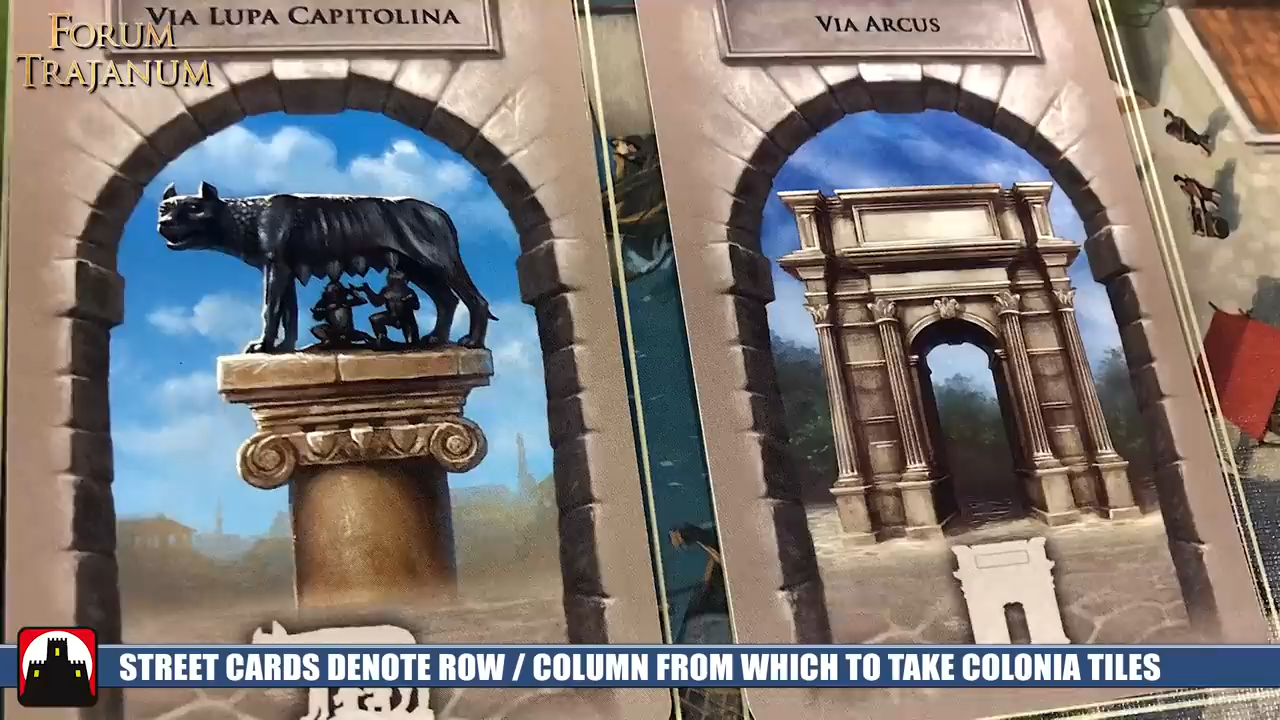 Via Lupa Capitolina
Via Arcus
Forum
Trajanum
STREET CARDS DENOTE ROW / COLUMN FROM WHICH TO TAKE COLONIA TILES